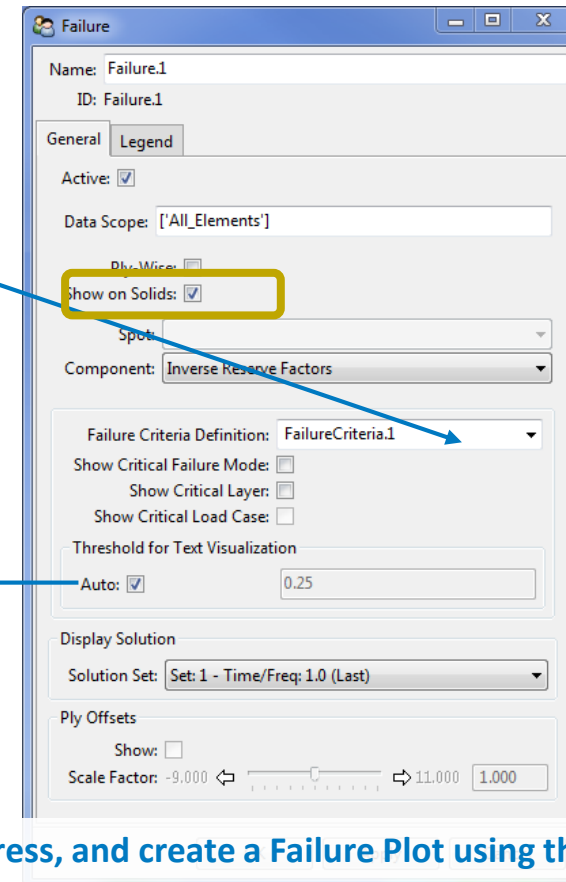 Failure
Name: Failure.1
ID: Failure.1
General Legend
Active:
Data Scope: ['All_Elements']
Ply-Wise:
Show on Solids:
Spot:
Component: Inverse Reserve Factors
Failure Criteria Definition: FailureCriteria.1
Show Critical Failure Mode:
Show Critical Layer:
Show Critical Load Case:
Threshold for Text Visualization
Auto: 0.25
Display Solution
Solution Set: Set: 1 - Time/Freq: 1.0 (Last)
Ply Offsets
Show:
Scale Factor: -9.000 11.000 1.000
ress, and create a Failure Plot using th